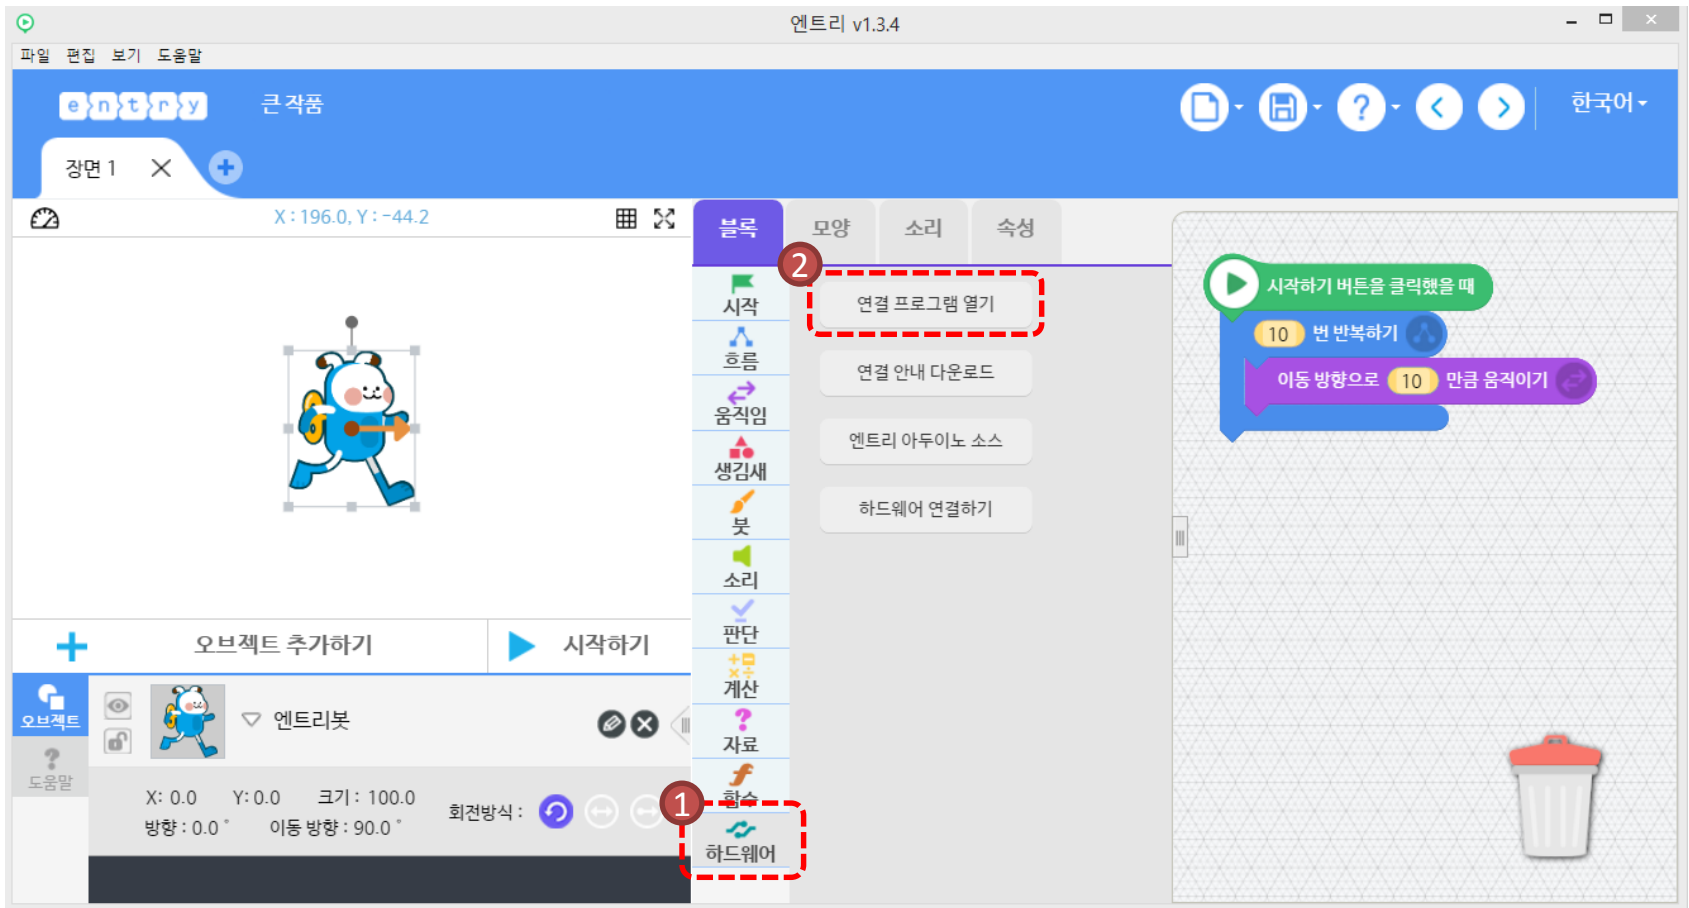 엔트리 v1.3.4
파일 편집 보기 도움말
entry 큰 작품 한국어
장면 1
X : 196.0, Y : -44.2
블록 모양 소리 속성
2
시작
흐름
움직임
생김새
붓
소리
판단
계산
자료
함수
1
하드웨어
연결 프로그램 열기
연결 안내 다운로드
엔트리 아두이노 소스
하드웨어 연결하기
시작하기 버튼을 클릭했을 때
10 번 반복하기
이동 방향으로 10 만큼 움직이기
오브젝트 추가하기 시작하기
오브젝트
도움말
엔트리봇
X: 0.0 Y: 0.0 크기 : 100.0
방향 : 0.0 ˚ 이동 방향 : 90.0 ˚
회전방식 :